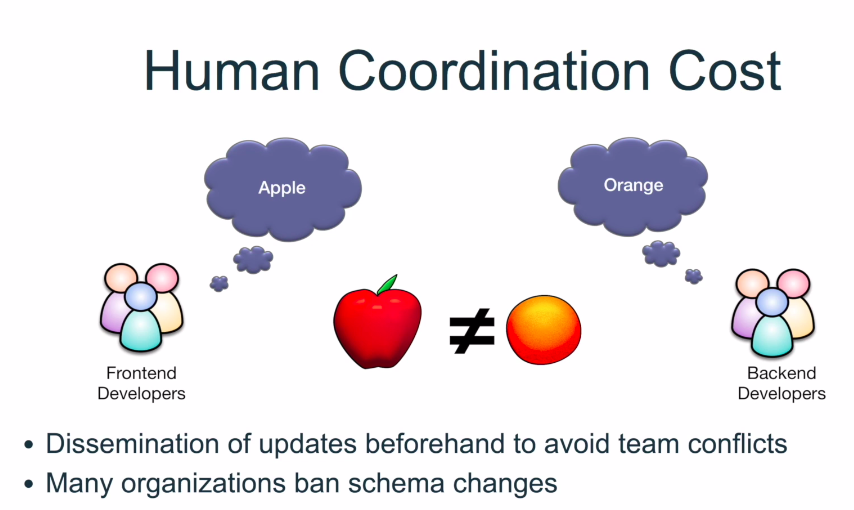 Human Coordination Cost
Apple
Orange
≠
Frontend
Developers
Backend
Developers
• Dissemination of updates beforehand to avoid team conflicts
• Many organizations ban schema changes